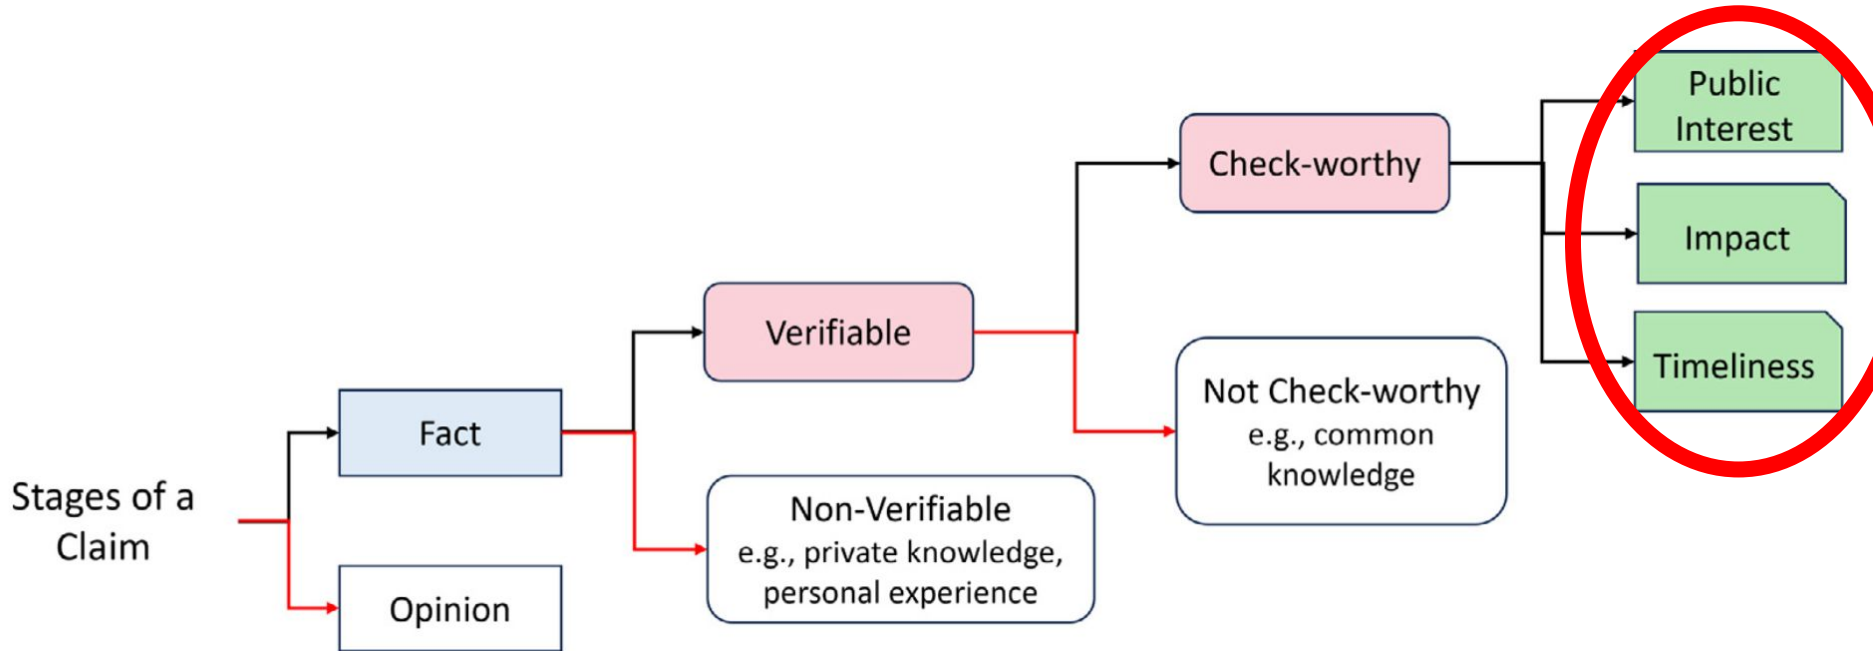 Stages of a
Claim
Fact
Opinion
Verifiable
Non-Verifiable
e.g., private knowledge,
personal experience
Check-worthy
Not Check-worthy
e.g., common
knowledge
Public
Interest
Impact
Timeliness